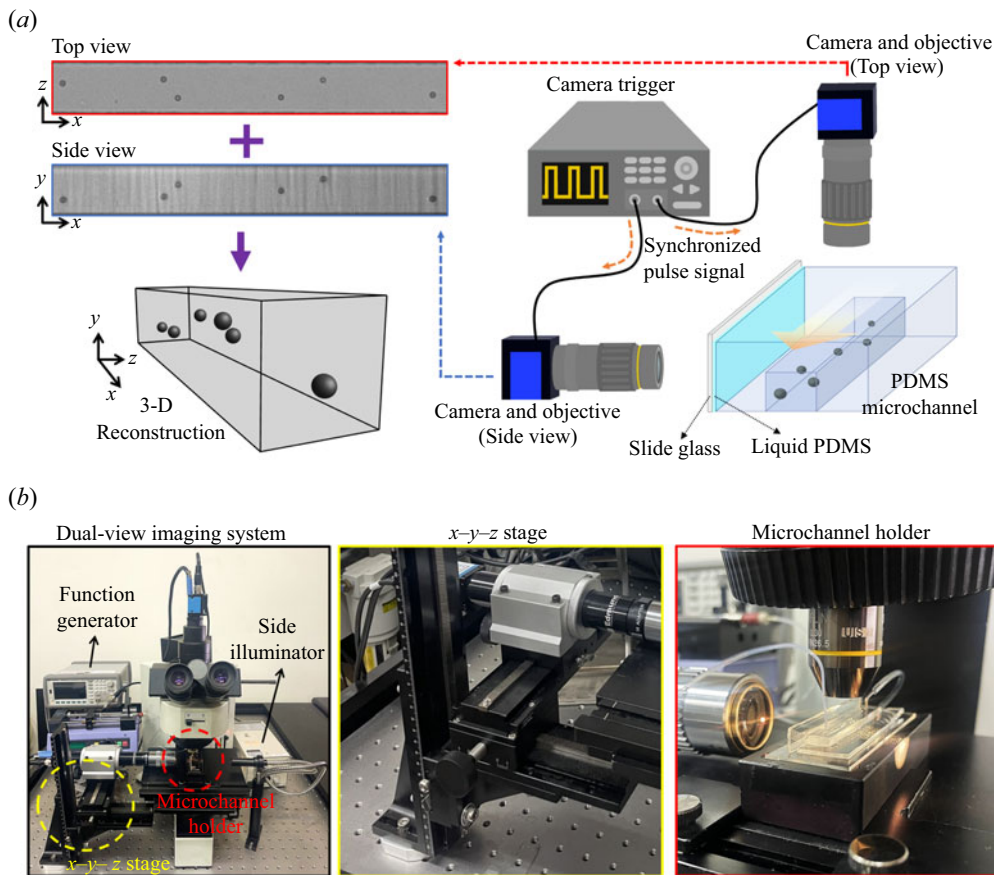 (a)
Top view
z
x
Side view
y
x
y
z
x
3-D
Reconstruction
Camera trigger
Camera and objective
(Top view)
Synchronized
pulse signal
Camera and objective
(Side view)
PDMS
microchannel
Slide glass
Liquid PDMS
(b)
Dual-view imaging system
x–y–z stage
Microchannel holder
Function
generator
Side
illuminator
Microchannel
holder
x–y– z stage
Edmund
UIS